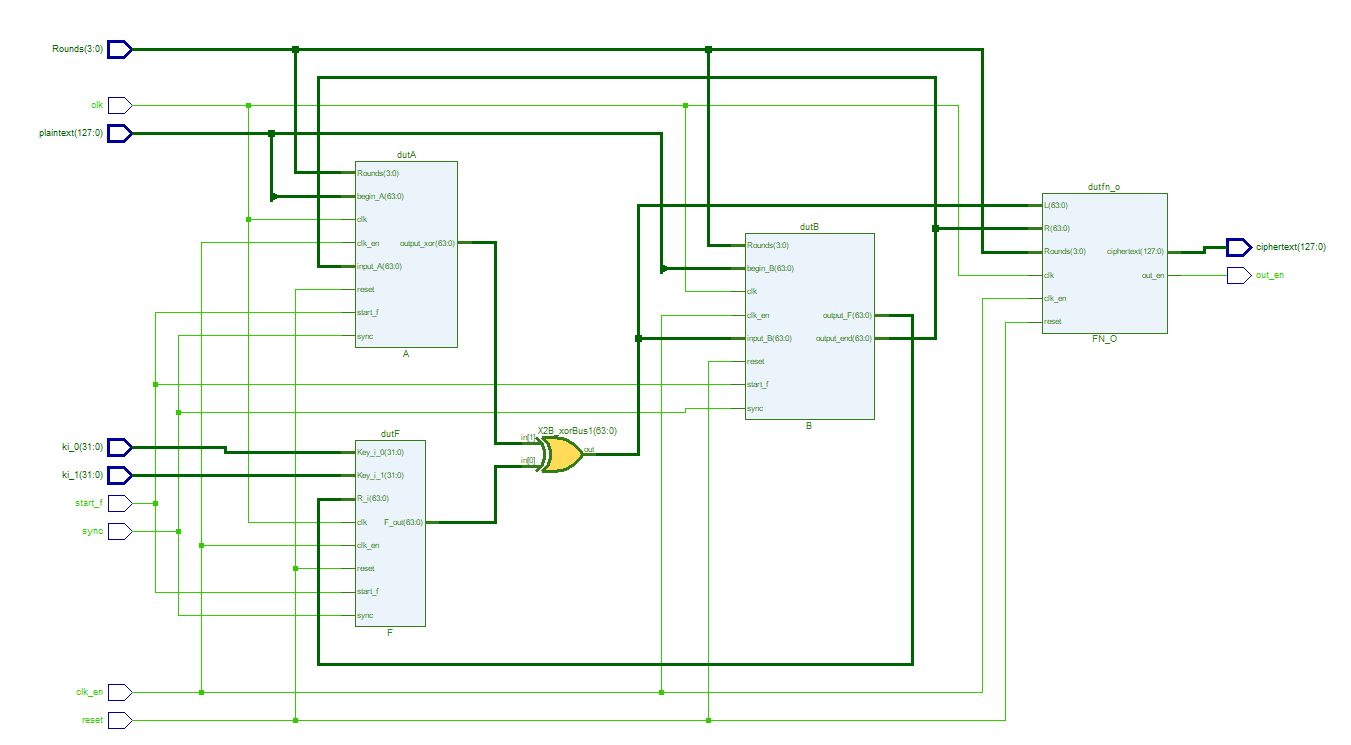 Rounds(3:0)
clk
plaintext(127:0)
dutA
Rounds(3:0)
begin_A(63:0)
clk
clk_en
output_xor(63:0)
input_A(63:0)
reset
start_f
sync
A
dutB
Rounds(3:0)
begin_B(63:0)
clk
clk_en
output_F(63:0)
input_B(63:0)
output_end(63:0)
reset
start_f
sync
B
dutfn_o
L(63:0)
R(63:0)
Rounds(3:0)
ciphertext(127:0)
clk
out_en
clk_en
reset
FN_O
ciphertext(127:0)
out_en
ki_0(31:0)
ki_1(31:0)
start_f
sync
dutF
Key_i_0(31:0)
Key_i_1(31:0)
R_i(63:0)
clk
F_out(63:0)
clk_en
reset
start_f
sync
F
X2B_xorBus1(63:0)
in[1]
in[0]
out
clk_en
reset